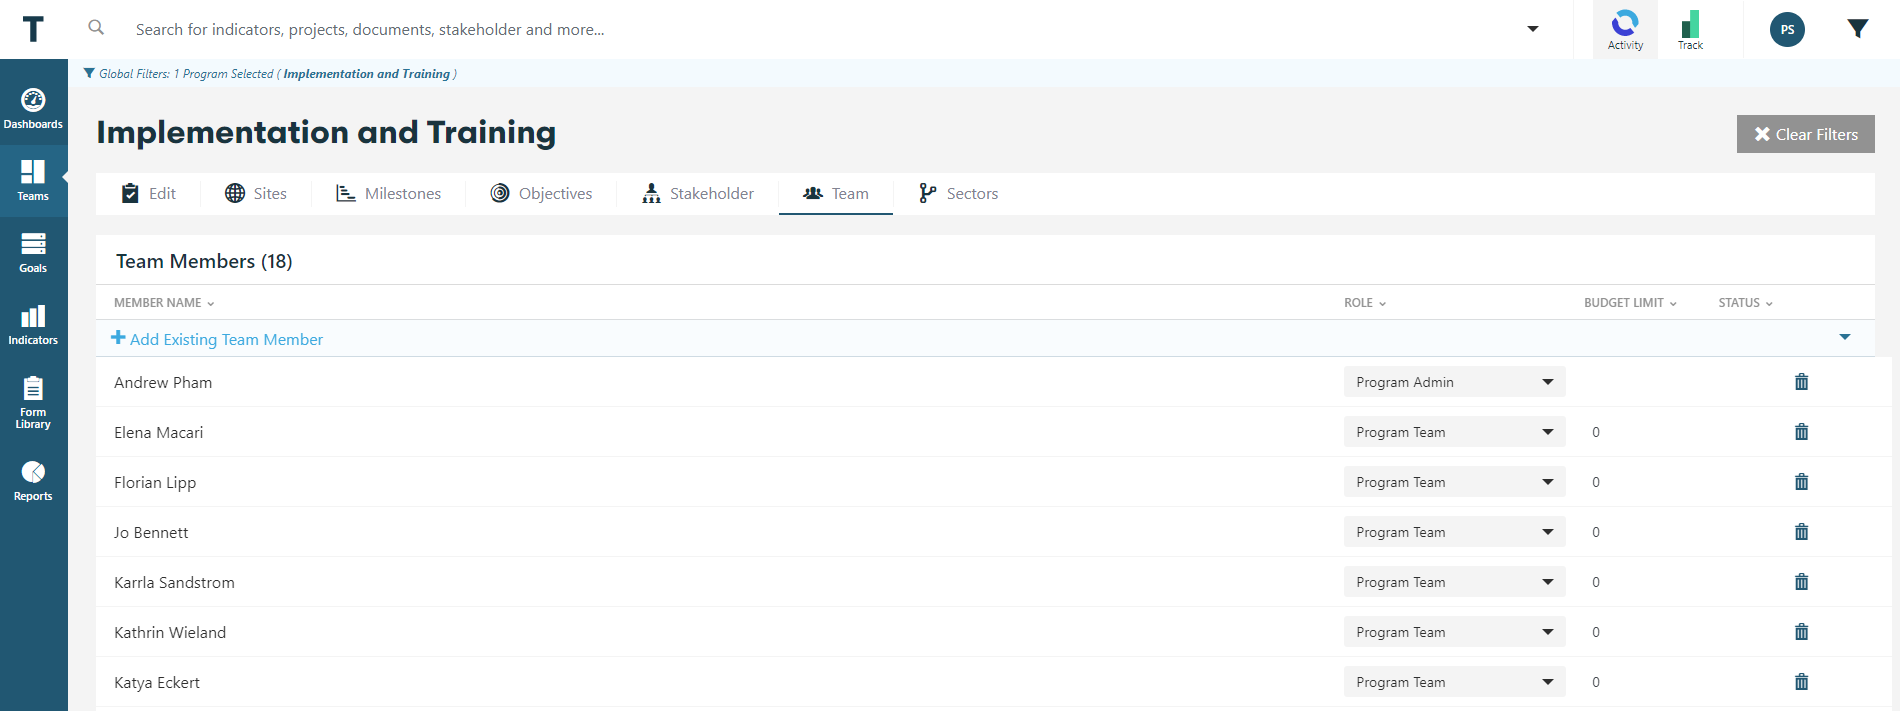 T
Search for indicators, projects, documents, stakeholder and more...
Activity
Track
PS
Global Filters: 1 Program Selected ( Implementation and Training )
Dashboards
Teams
Goals
Indicators
Form
Library
Reports
Implementation and Training
Clear Filters
Edit
Sites
Milestones
Objectives
Stakeholder
Team
Sectors
Team Members (18)
MEMBER NAME ROLE BUDGET LIMIT STATUS
Add Existing Team Member
Andrew Pham Program Admin
Elena Macari Program Team 0
Florian Lipp Program Team 0
Jo Bennett Program Team 0
Karrla Sandstrom Program Team 0
Kathrin Wieland Program Team 0
Katya Eckert Program Team 0